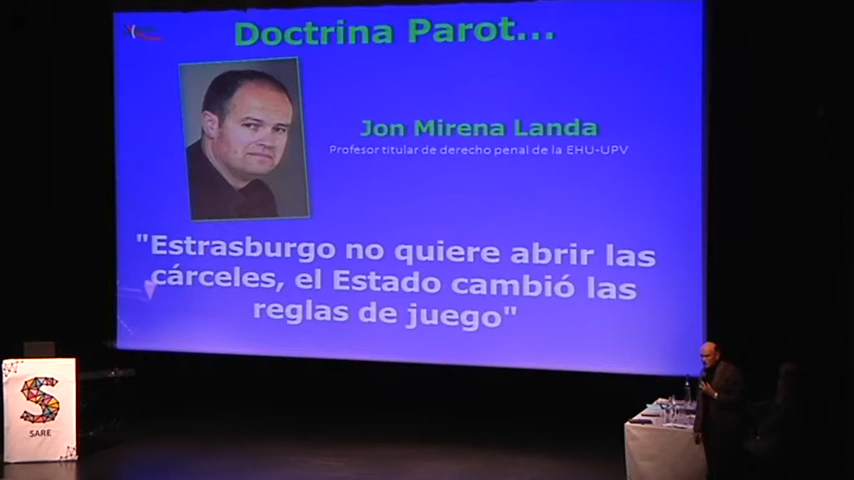 Doctrina Parot...
Jon Mirena Landa
Profesor titular de derecho penal de la EHU-UPV
"Estrasburgo no quiere abrir las
cárceles, el Estado cambió las
reglas de juego"
S
SARE